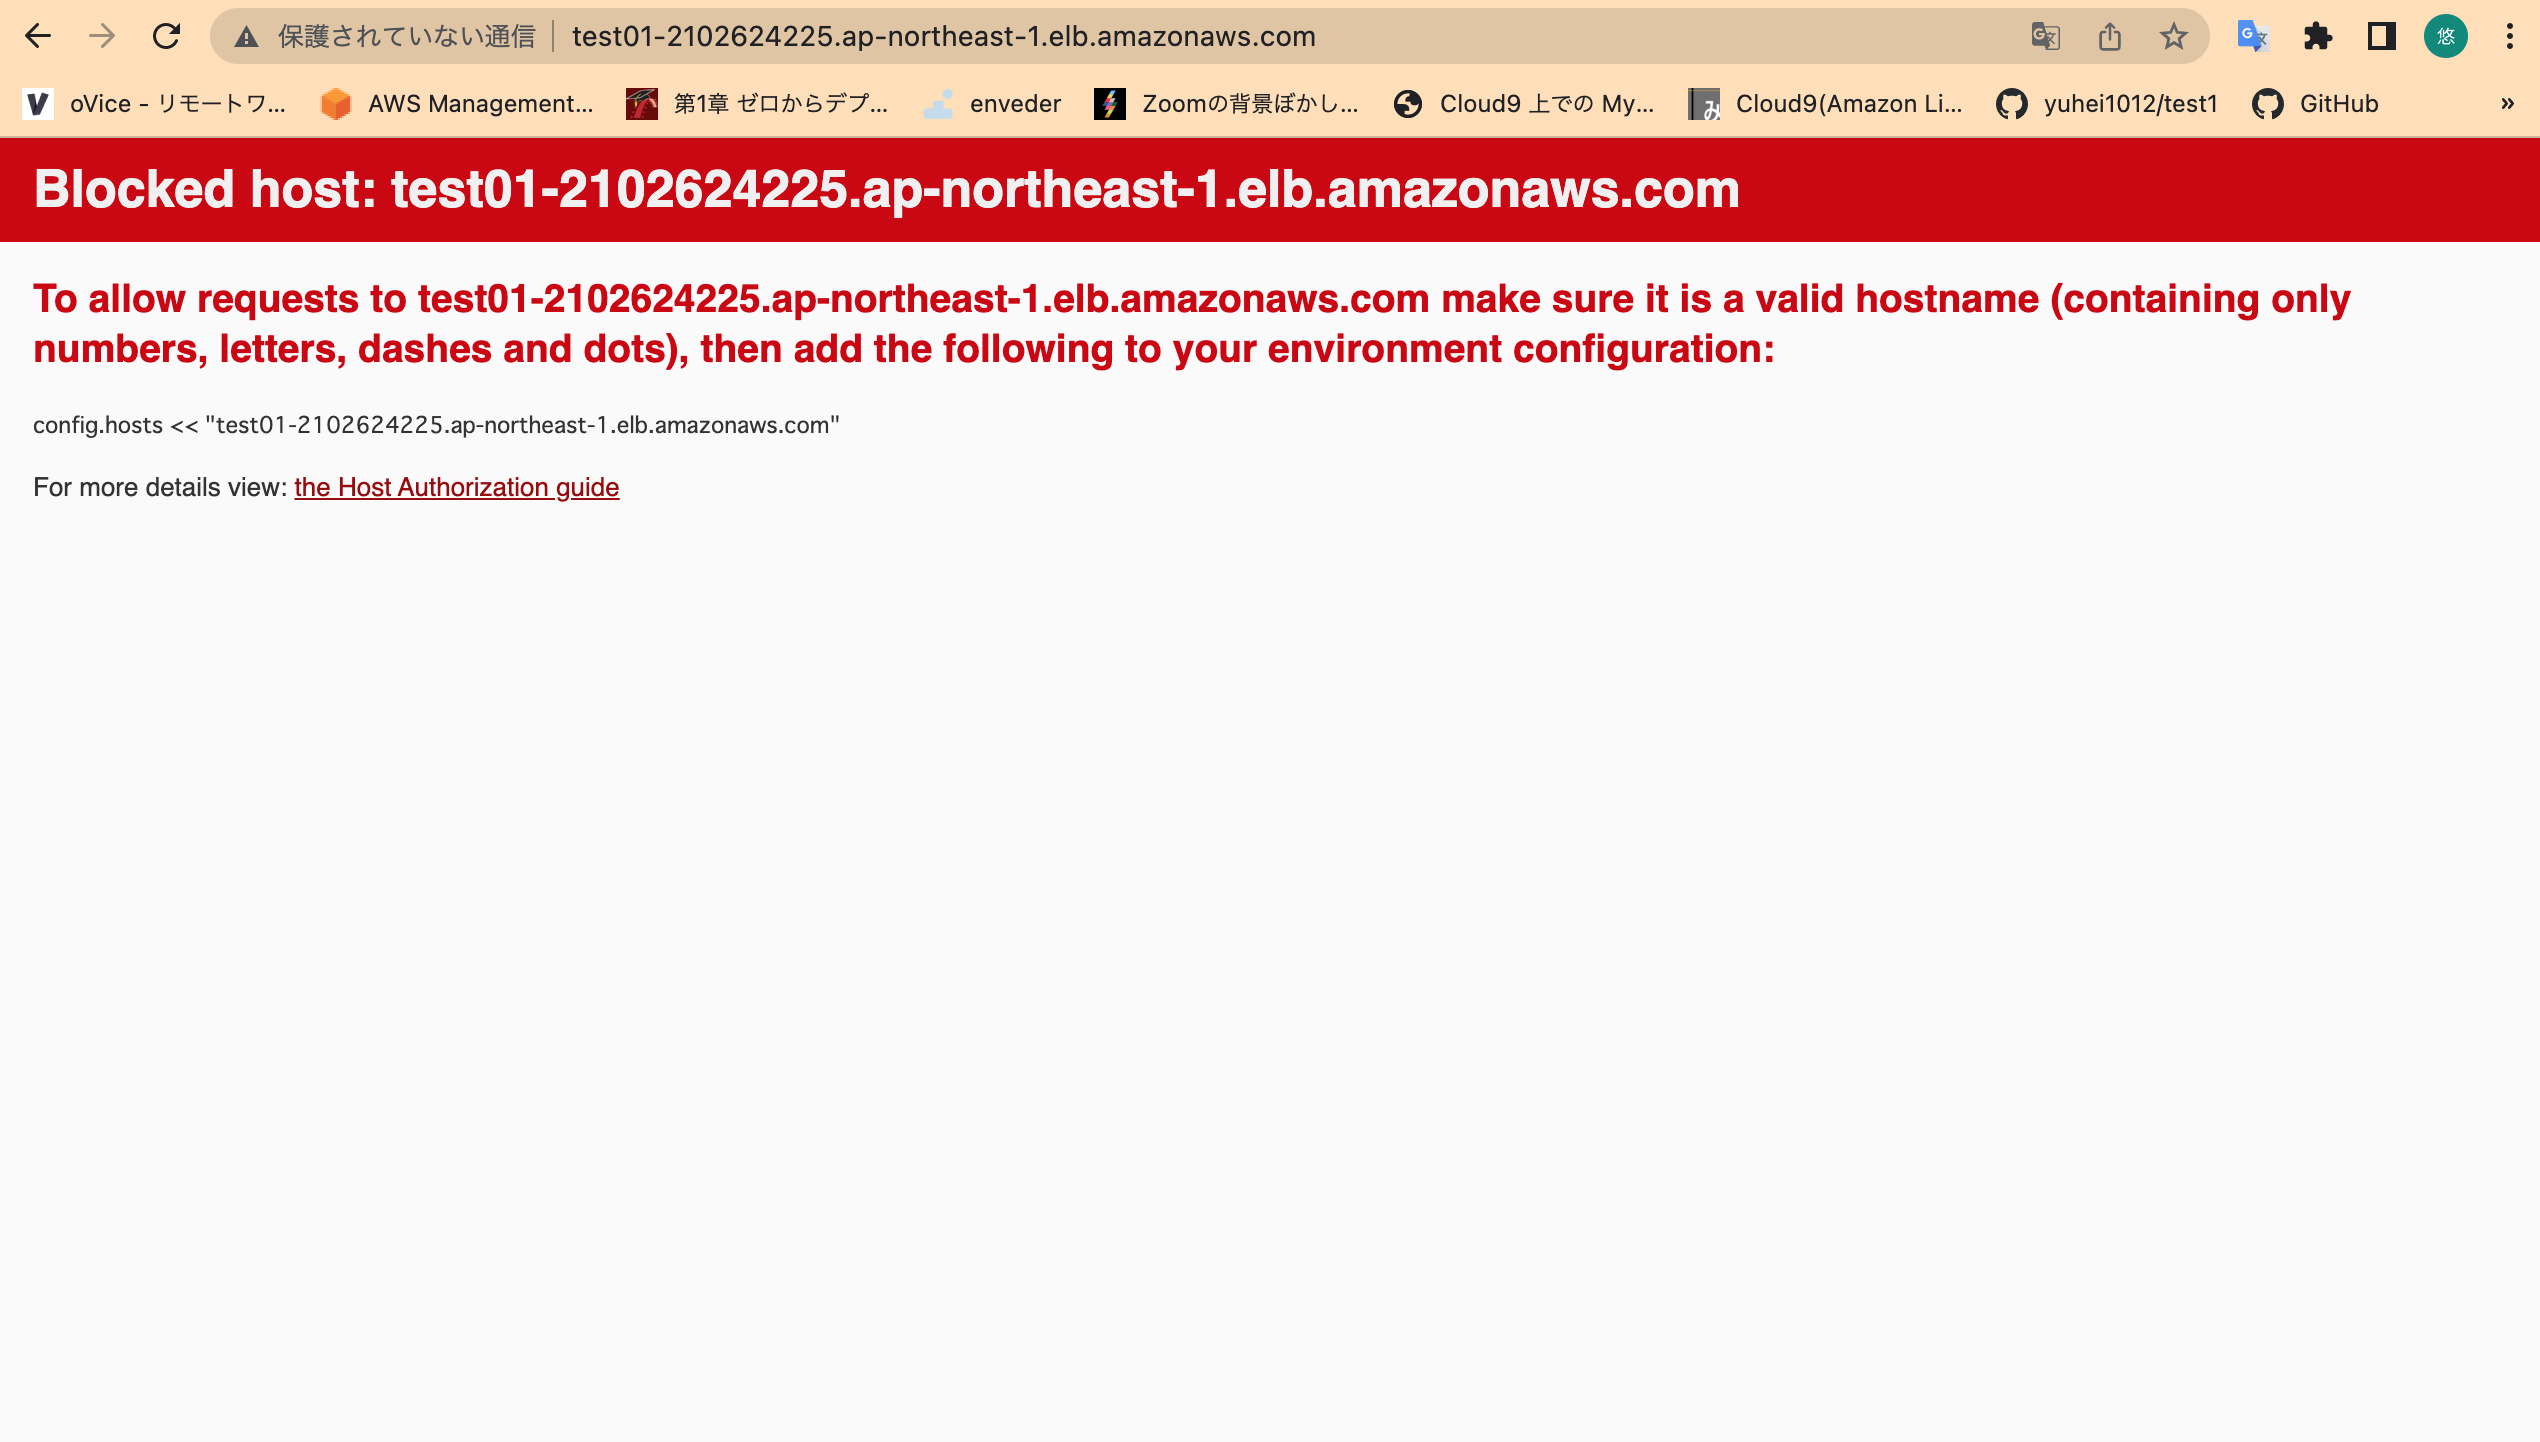 保護されていない通信 test01-2102624225.ap-northeast-1.elb.amazonaws.com 悠
oVice - リモートワ... AWS Management... 第1章 ゼロからデプ... enveder Zoomの背景ぼかし... Cloud9 上での My... Cloud9(Amazon Li... yuhei1012/test1 GitHub »
Blocked host: test01-2102624225.ap-northeast-1.elb.amazonaws.com
To allow requests to test01-2102624225.ap-northeast-1.elb.amazonaws.com make sure it is a valid hostname (containing only
numbers, letters, dashes and dots), then add the following to your environment configuration:
config.hosts << "test01-2102624225.ap-northeast-1.elb.amazonaws.com"
For more details view: the Host Authorization guide